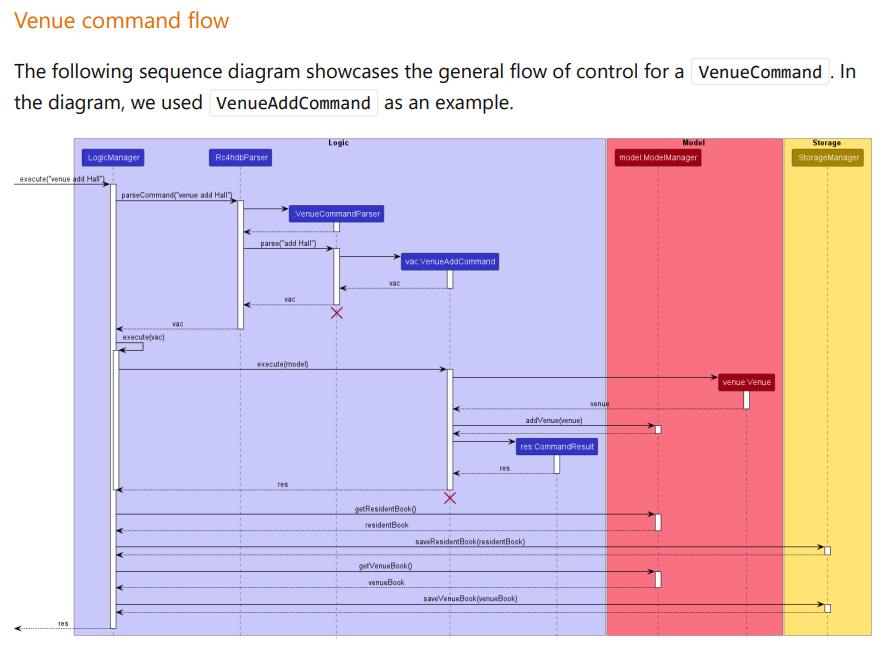 Venue command flow
The following sequence diagram showcases the general flow of control for a VenueCommand. In
the diagram, we used VenueAddCommand as an example.
Logic
Model
Storage
:LogicManager
:Rc4hdbParser
model:ModelManager
:StorageManager
execute("venue add Hall")
parseCommand("venue add Hall")
:VenueCommandParser
parse("add Hall")
vac:VenueAddCommand
vac
vac
vac
execute(vac)
execute(model)
venue:Venue
venue
addVenue(venue)
res:CommandResult
res
res
getResidentBook()
residentBook
saveResidentBook(residentBook)
getVenueBook()
venueBook
saveVenueBook(venueBook)
res